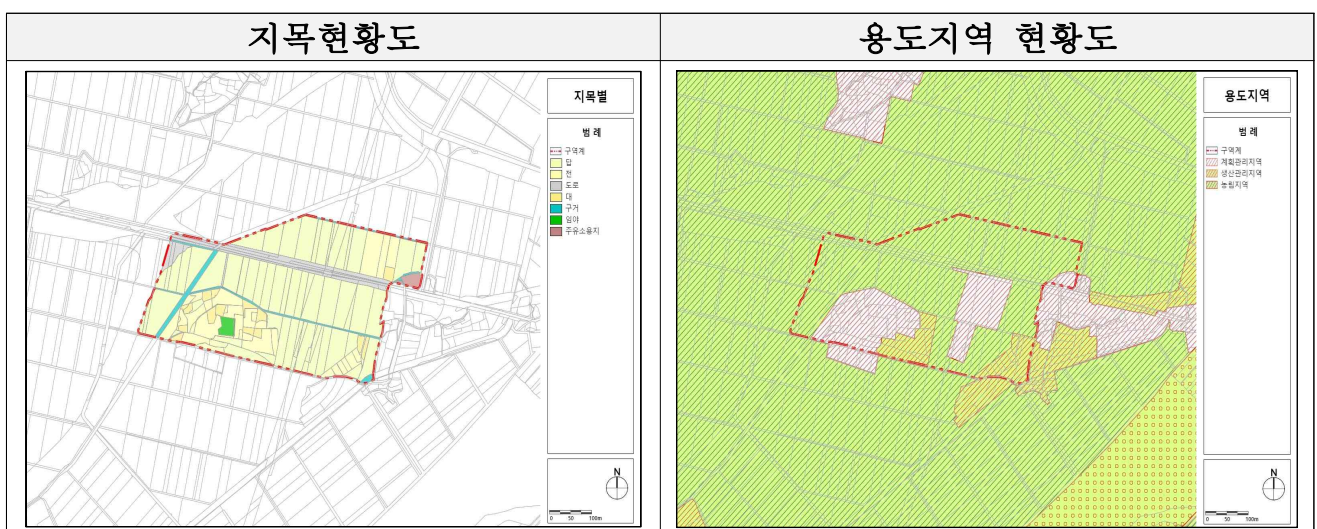 지목현황도
용도지역 현황도
지목별
범 례
구역계
답
전
도로
대
구거
임야
주유소용지
N
0 50 100m
용도지역
범 례
구역계
계획관리지역
생산관리지역
농림지역
N
0 50 100m